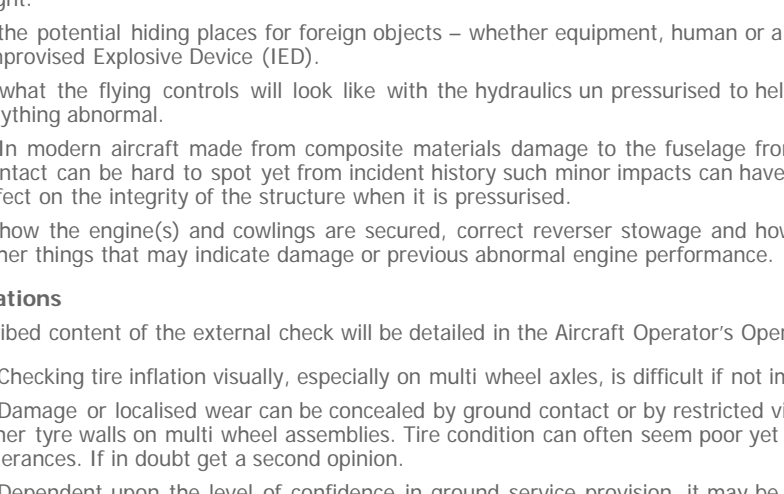 ght.
the potential hiding places for foreign objects – whether equipment, human or a
nprovised Explosive Device (IED).
what the flying controls will look like with the hydraulics un pressurised to hel
ything abnormal.
In modern aircraft made from composite materials damage to the fuselage fron
ntact can be hard to spot yet from incident history such minor impacts can have
fect on the integrity of the structure when it is pressurised.
how the engine(s) and cowlings are secured, correct reverser stowage and how
her things that may indicate damage or previous abnormal engine performance.
ations
ibed content of the external check will be detailed in the Aircraft Operator's Oper
Checking tire inflation visually, especially on multi wheel axles, is difficult if not in
Damage or localised wear can be concealed by ground contact or by restricted vi
ner tyre walls on multi wheel assemblies. Tire condition can often seem poor yet
erances. If in doubt get a second opinion.
Dependent upon the level of confidence in ground service provision, it may be